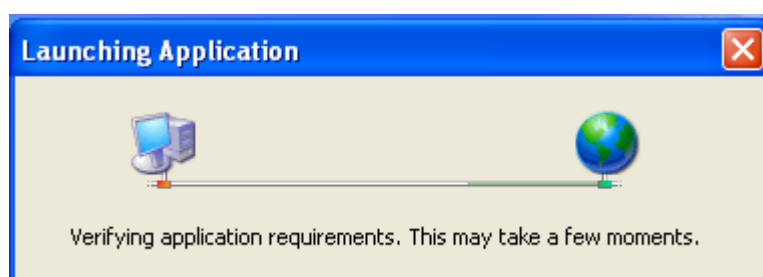 Launching Application
Verifying application requirements. This may take a few moments.